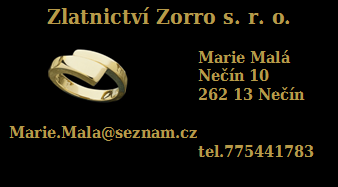 Zlatnictví Zorro s. r. o.
Marie Malá
Nečín 10
262 13 Nečín
Marie.Mala@seznam.cz
tel.775441783